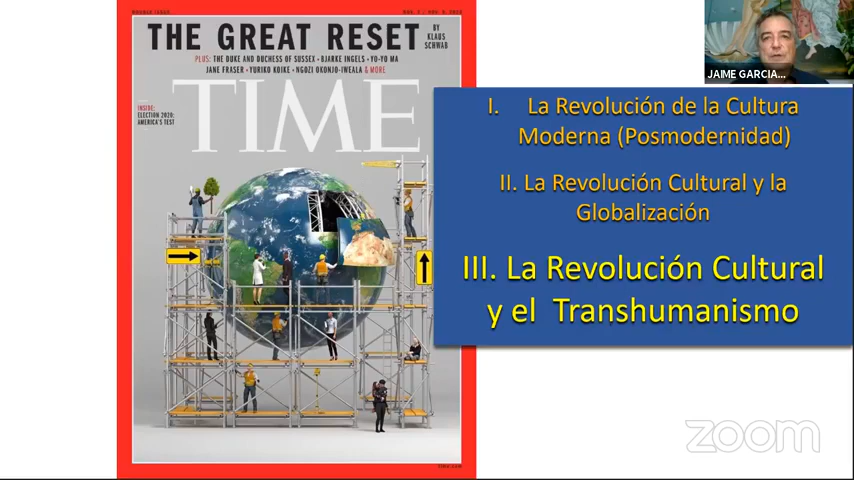 THE GREAT RESET
BY
KLAUS
SCHWAB
PLUS: THE DUKE AND DUCHESS OF SUSSEX • BJARKE INGELS • YO-YO MA
JANE FRASER • YURIKO KOIKE • NGOZI OKONJO-IWEALA & MORE
TIME
INSIDE:
ELECTION 2020:
AMERICA'S TEST
TIME.COM
JAIME GARCIA...
I. La Revolución de la Cultura
Moderna (Posmodernidad)
II. La Revolución Cultural y la
Globalización
III. La Revolución Cultural
y el Transhumanismo
zoom